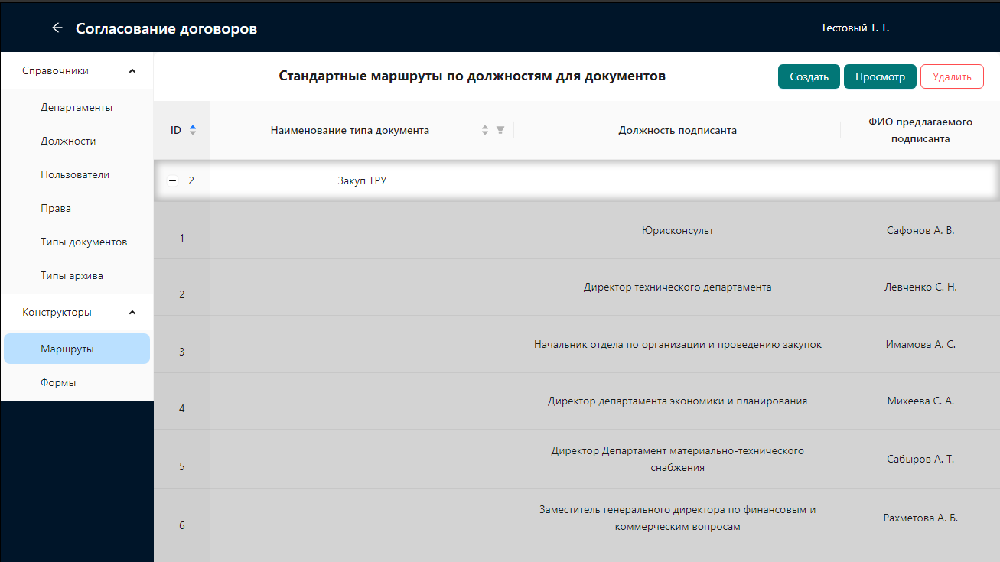 Согласование договоров
Тестовый Т. Т.
Справочники
Департаменты
Должности
Пользователи
Права
Типы документов
Типы архива
Конструкторы
Маршруты
Формы
Стандартные маршруты по должностям для документов
Создать
Просмотр
Удалить
ID
Наименование типа документа
Должность подписанта
ФИО предлагаемого
подписанта
2 Закуп ТРУ
1 Юрисконсульт Сафонов А. В.
2 Директор технического департамента Левченко С. Н.
3 Начальник отдела по организации и проведению закупок Имамова А. С.
4 Директор департамента экономики и планирования Михеева С. А.
5 Директор Департамент материально-технического
снабжения Сабыров А. Т.
6 Заместитель генерального директора по финансовым и
коммерческим вопросам Рахметова А. Б.